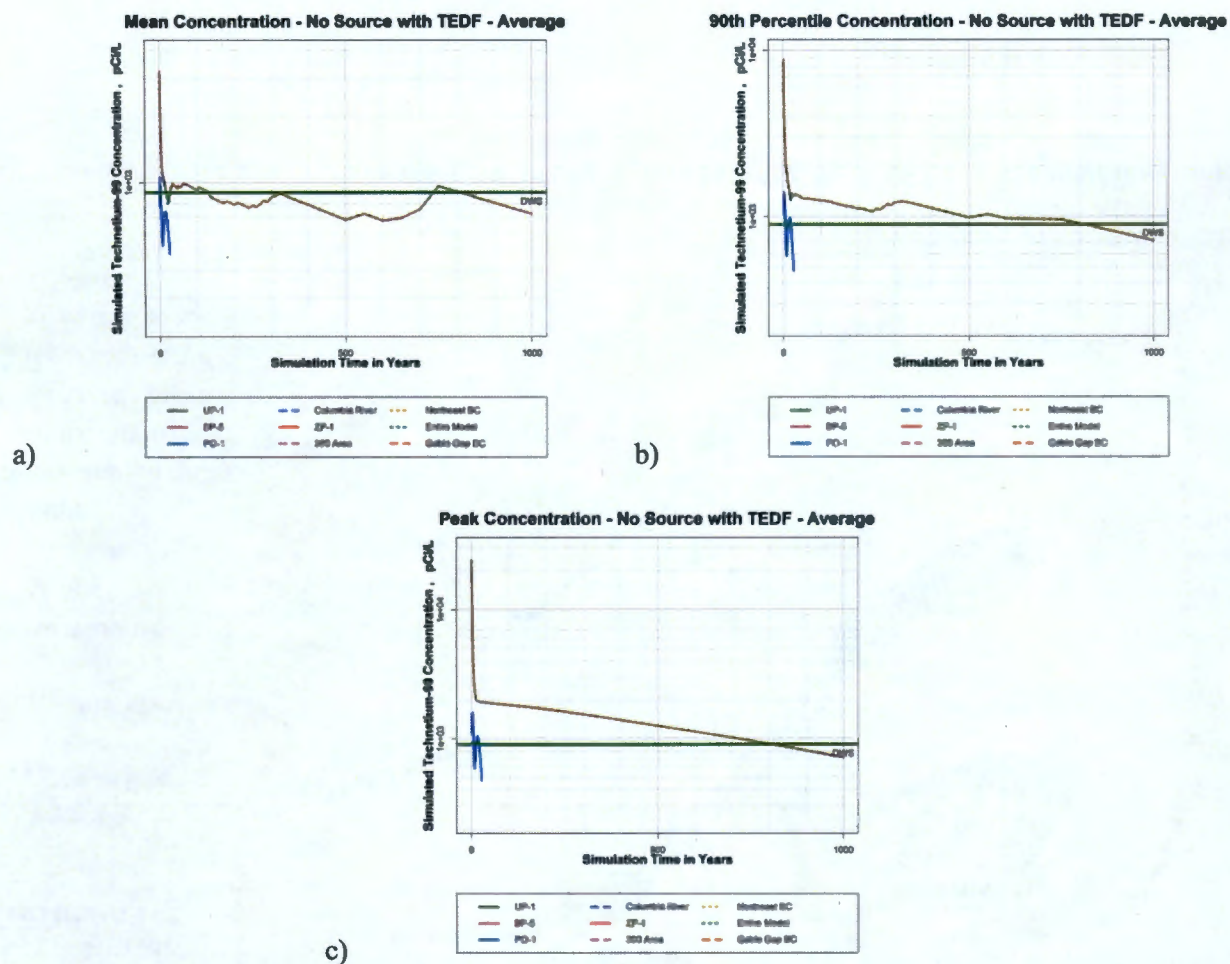 Mean Concentration - No Source with TEDF - Average
Simulated Technetium-99 Concentration , pCi/L
1e+03
DWS
0 500 1000
Simulation Time in Years
UP-1 Columbia River Northeast BC
BP-5 ZP-1 Entire Model
PO-1 300 Area Gable Gap BC
a)
90th Percentile Concentration - No Source with TEDF - Average
Simulated Technetium-99 Concentration , pCi/L
1e+04
1e+03
DWS
0 500 1000
Simulation Time in Years
UP-1 Columbia River Northeast BC
BP-5 ZP-1 Entire Model
PO-1 300 Area Gable Gap BC
b)
Peak Concentration - No Source with TEDF - Average
Simulated Technetium-99 Concentration , pCi/L
1e+04
1e+03
DWS
0 500 1000
Simulation Time in Years
UP-1 Columbia River Northeast BC
BP-5 ZP-1 Entire Model
PO-1 300 Area Gable Gap BC
c)